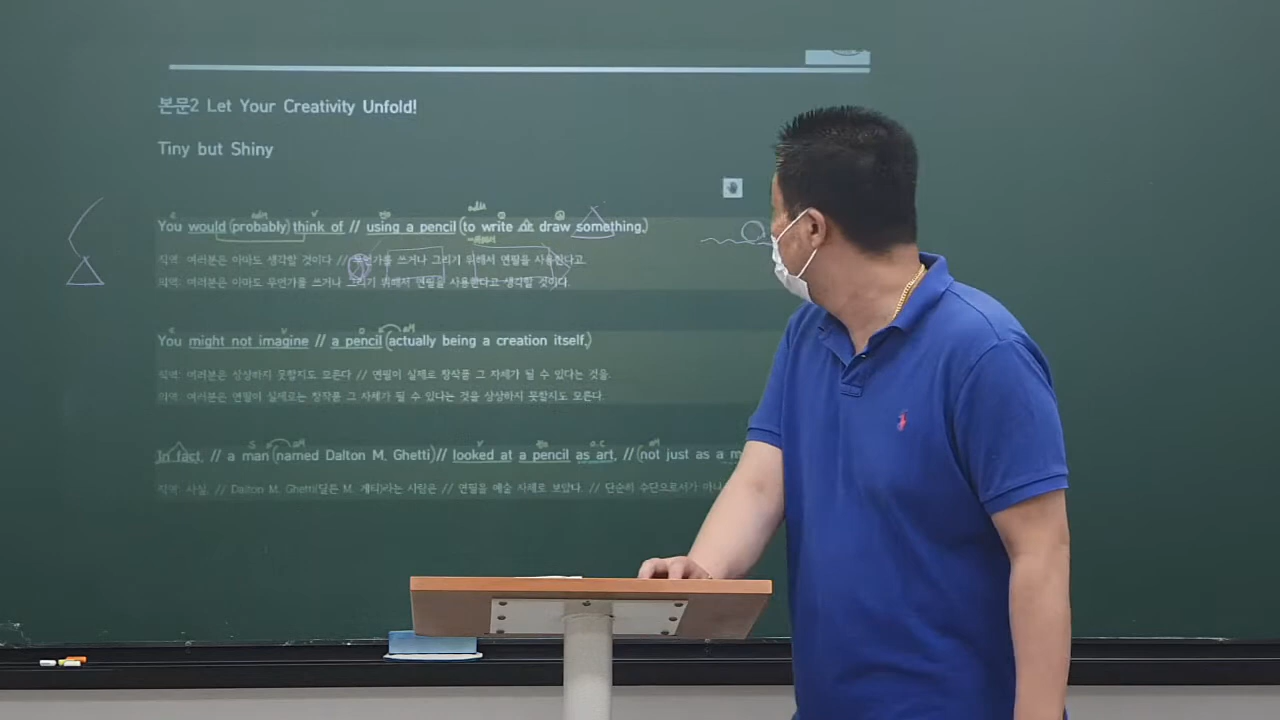 본문2 Let Your Creativity Unfold!
Tiny but Shiny
You would (probably) think of // using a pencil (to write or draw something.)
직역: 여러분은 아마도 생각할 것이다 // 무언가를 쓰거나 그리기 위해서 연필을 사용한다고.
의역: 여러분은 아마도 무언가를 쓰거나 그리기 위해서 연필을 사용한다고 생각할 것이다.
You might not imagine // a pencil (actually being a creation itself.)
직역: 여러분은 상상하지 못할지도 모른다 // 연필이 실제로 창작품 그 자체가 될 수 있다는 것을.
의역: 여러분은 연필이 실제로는 창작품 그 자체가 될 수 있다는 것을 상상하지 못할지도 모른다.
In fact, // a man (named Dalton M. Ghetti) // looked at a pencil as art, // (not just as a m
직역: 사실, // Dalton M. Ghetti(달튼 M. 게티)라는 사람은 // 연필을 예술 자체로 보았다. // 단순히 수단으로서가 아니